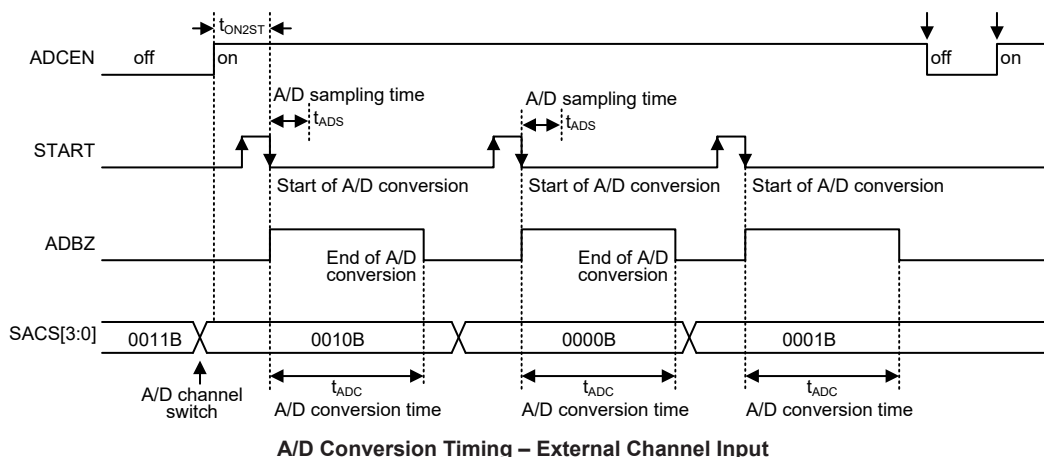 tON2ST
ADCEN
off
on
off
on
A/D sampling time
tADS
A/D sampling time
tADS
START
Start of A/D conversion
Start of A/D conversion
Start of A/D conversion
ADBZ
End of A/D
conversion
End of A/D
conversion
SACS[3:0]
0011B
0010B
0000B
0001B
A/D channel
switch
tADC
A/D conversion time
tADC
A/D conversion time
tADC
A/D conversion time
A/D Conversion Timing – External Channel Input